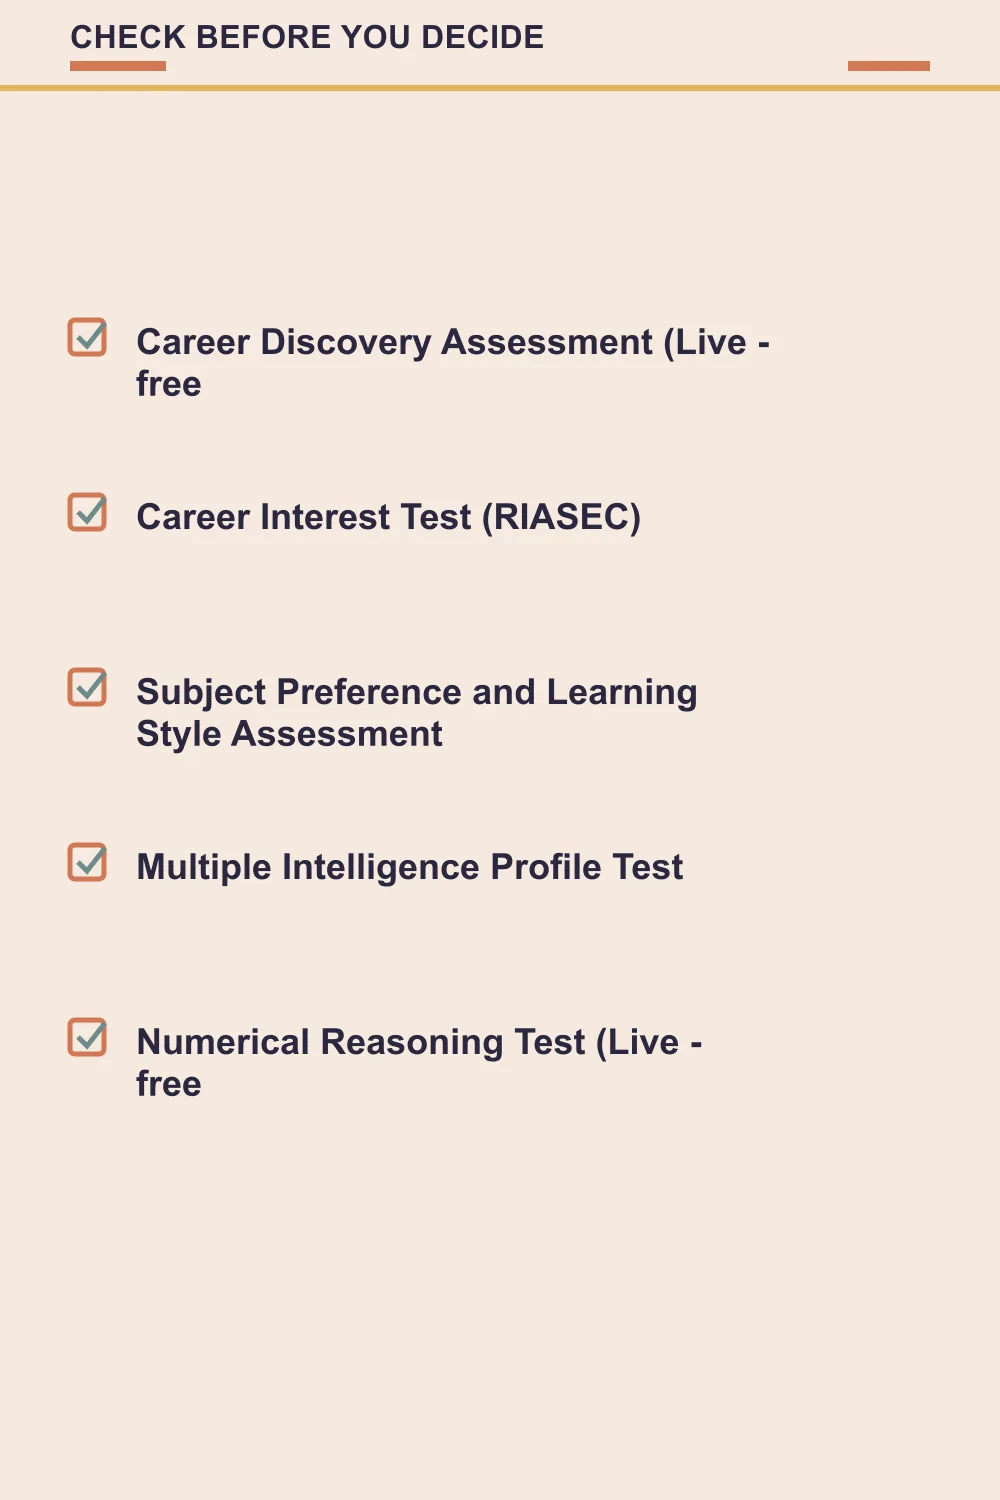 CHECK BEFORE YOU DECIDE
Career Discovery Assessment (Live -
free
Career Interest Test (RIASEC)
Subject Preference and Learning
Style Assessment
Multiple Intelligence Profile Test
Numerical Reasoning Test (Live -
free